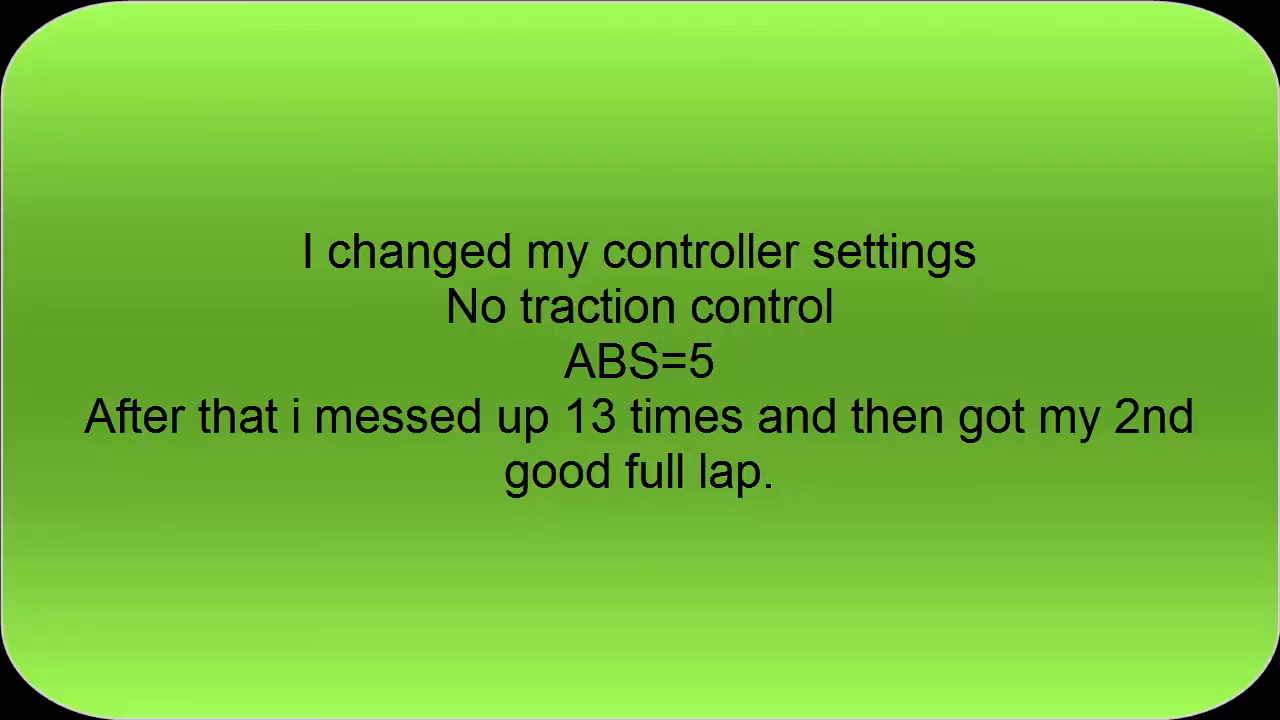 I changed my controller settings
No traction control
ABS=5
After that i messed up 13 times and then got my 2nd
good full lap.